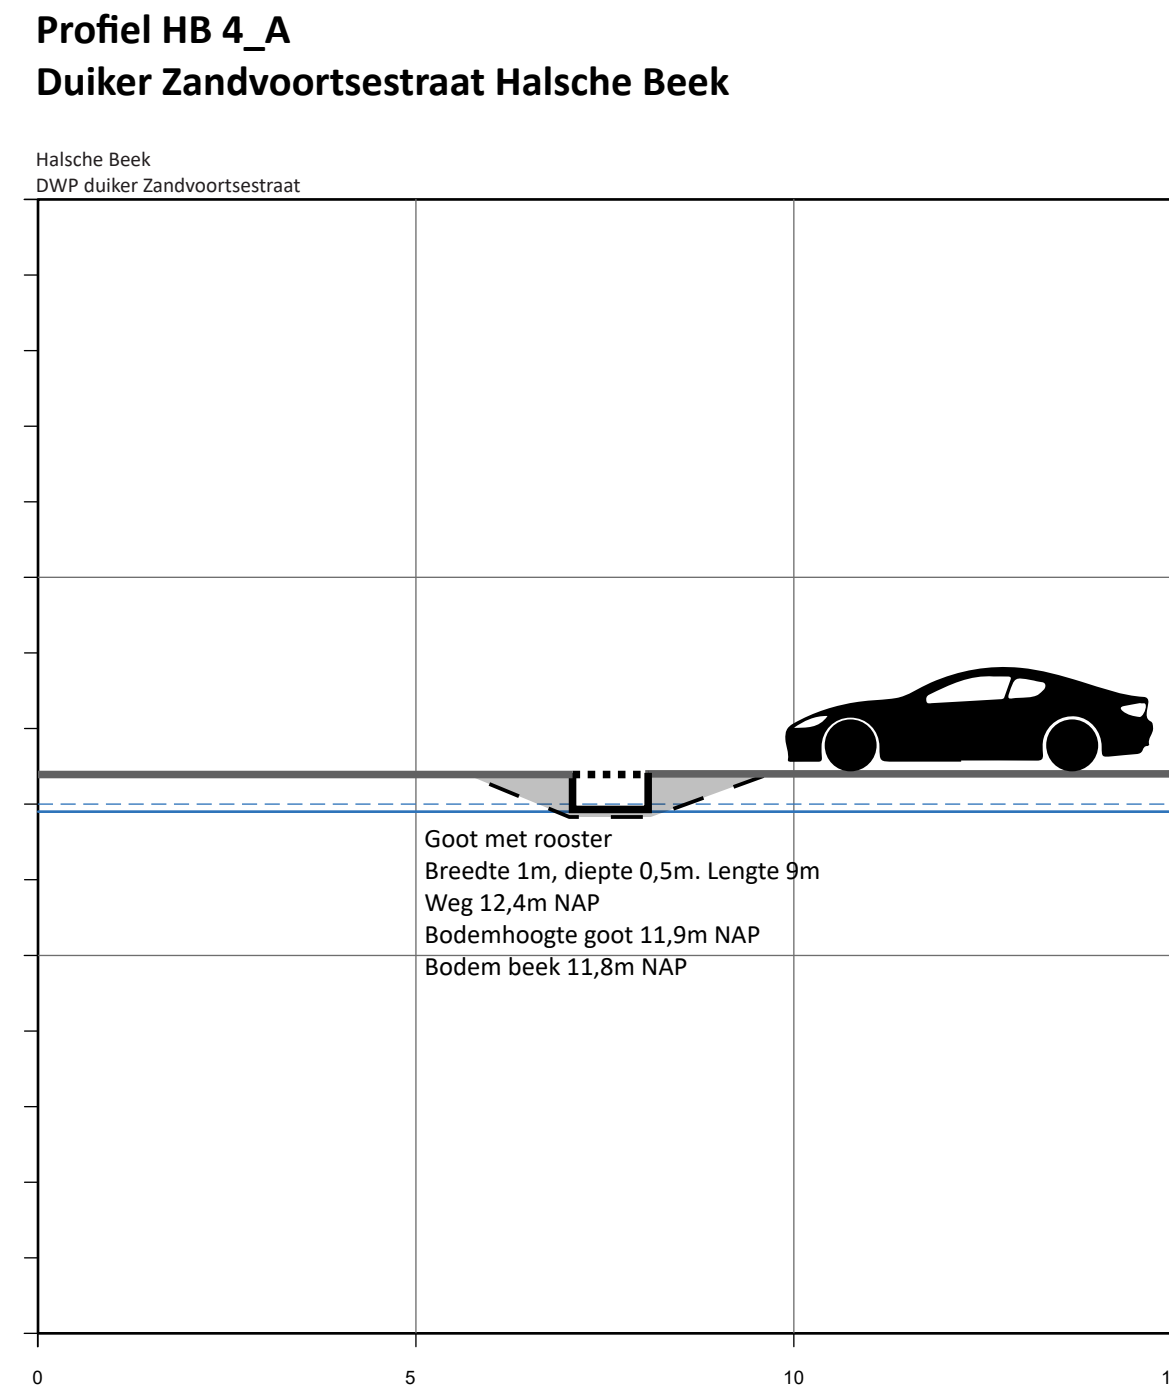 Profiel HB 4_A
Duiker Zandvoortsestraat Halsche Beek
Halsche Beek
DWP duiker Zandvoortsestraat
Goot met rooster
Breedte 1m, diepte 0,5m. Lengte 9m
Weg 12,4m NAP
Bodemhoogte goot 11,9m NAP
Bodem beek 11,8m NAP
0 5 10 1